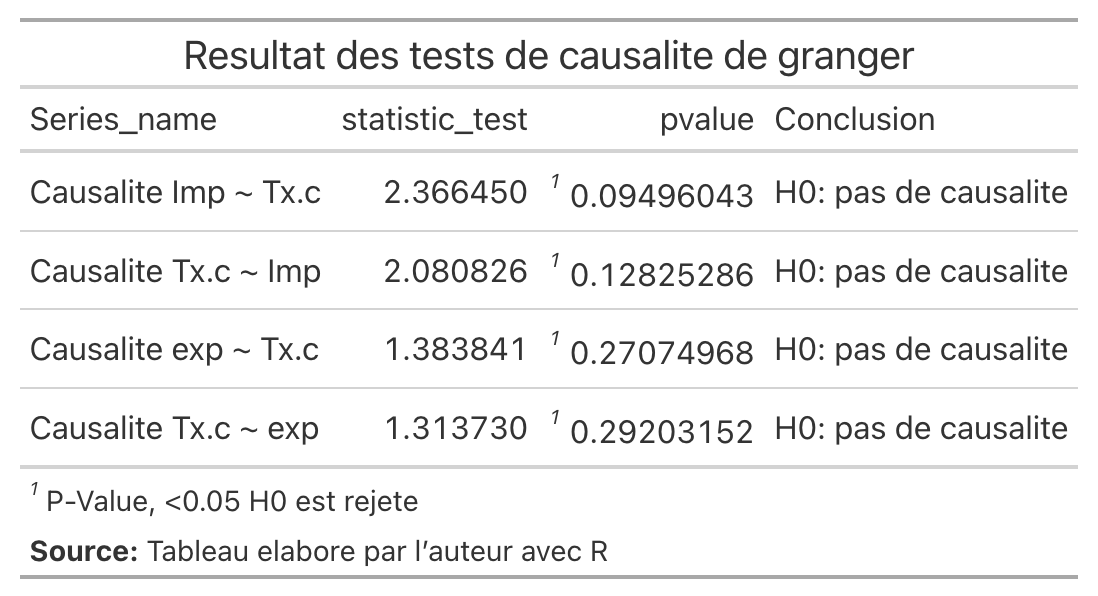 Resultat des tests de causalite de granger
Series_name statistic_test pvalue Conclusion
Causalite Imp ~ Tx.c 2.366450 1 0.09496043 H0: pas de causalite
Causalite Tx.c ~ Imp 2.080826 1 0.12825286 H0: pas de causalite
Causalite exp ~ Tx.c 1.383841 1 0.27074968 H0: pas de causalite
Causalite Tx.c ~ exp 1.313730 1 0.29203152 H0: pas de causalite
1 P-Value, <0.05 H0 est rejete
Source: Tableau elabore par l’auteur avec R